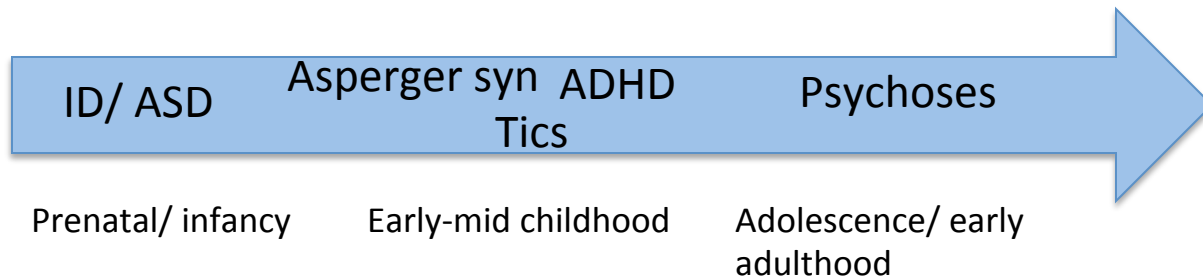 ID/ ASD
Asperger syn ADHD
Tics
Psychoses
Prenatal/ infancy
Early-mid childhood
Adolescence/ early
adulthood